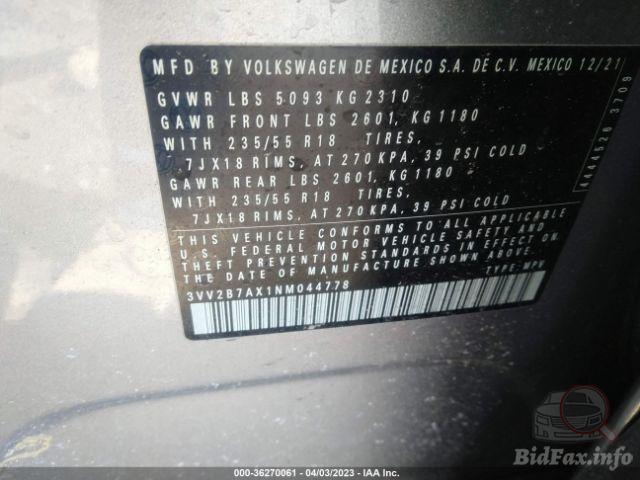 MFD BY VOLKSWAGEN DE MEXICO S.A. DE C.V. MEXICO 12/21
GVWR LBS 5093 KG 2310
GAWR FRONT LBS 2601, KG 1180
WITH 235/55 R18 TIRES,
7JX18 RIMS, AT 270KPA, 39 PSI COLD
GAWR REAR LBS 2601, KG 1180
WITH 235/55 R18 TIRES,
7JX18 RIMS, AT 270KPA, 39 PSI COLD
THIS VEHICLE CONFORMS TO ALL APPLICABLE
U.S. FEDERAL MOTOR VEHICLE SAFETY AND
THEFT PREVENTION STANDARDS IN EFFECT ON
THE DATE OF MANUFACTURE SHOWN ABOVE.
3VV2B7AX1NM044778 TYPE: MPV
3709
000-36270061 - 04/03/2023 - IAA Inc.
BidFax.info